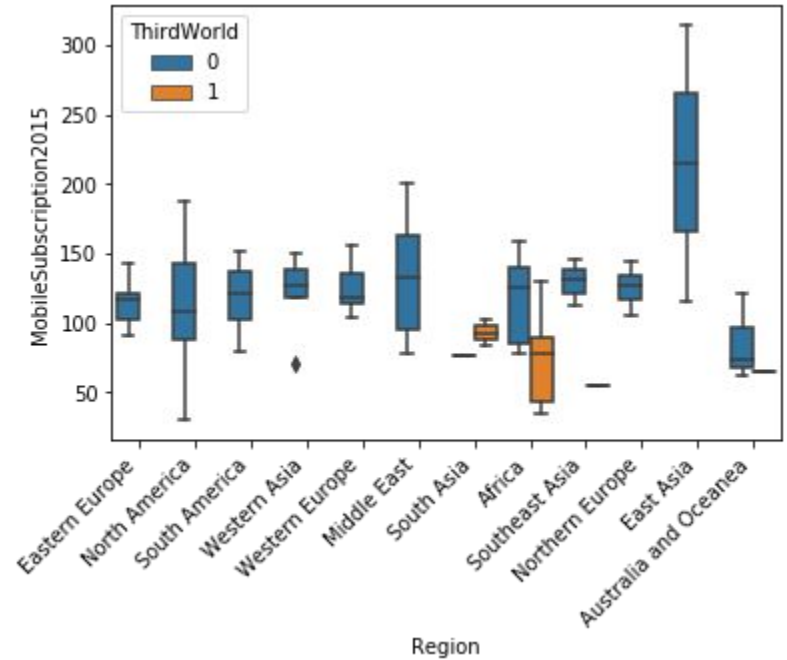 ThirdWorld
0
1
MobileSubscription2015
300
250
200
150
100
50
Eastern Europe
North America
South America
Western Asia
Western Europe
Middle East
South Asia
Africa
Southeast Asia
Northern Europe
East Asia
Australia and Oceanea
Region